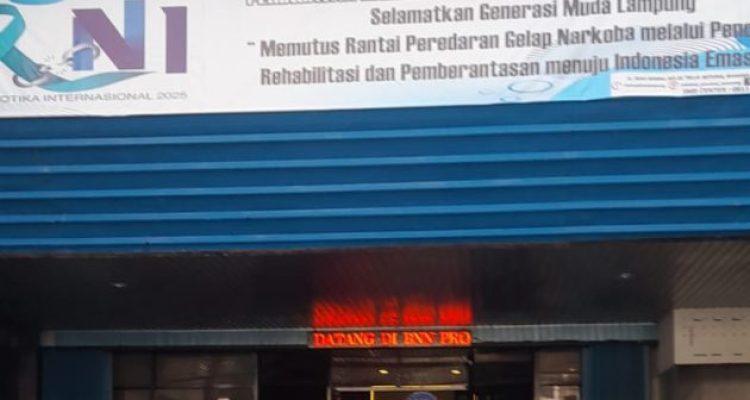 Selamatkan Generasi Muda Lampung
NI
" Memutus Rantai Peredaran Gelap Narkoba melalui Pene
Rehabilitasi dan Pemberantasan menuju Indonesia Emas
OTIKA INTERNASIONAL 2025
DATANG DI BNN PRO